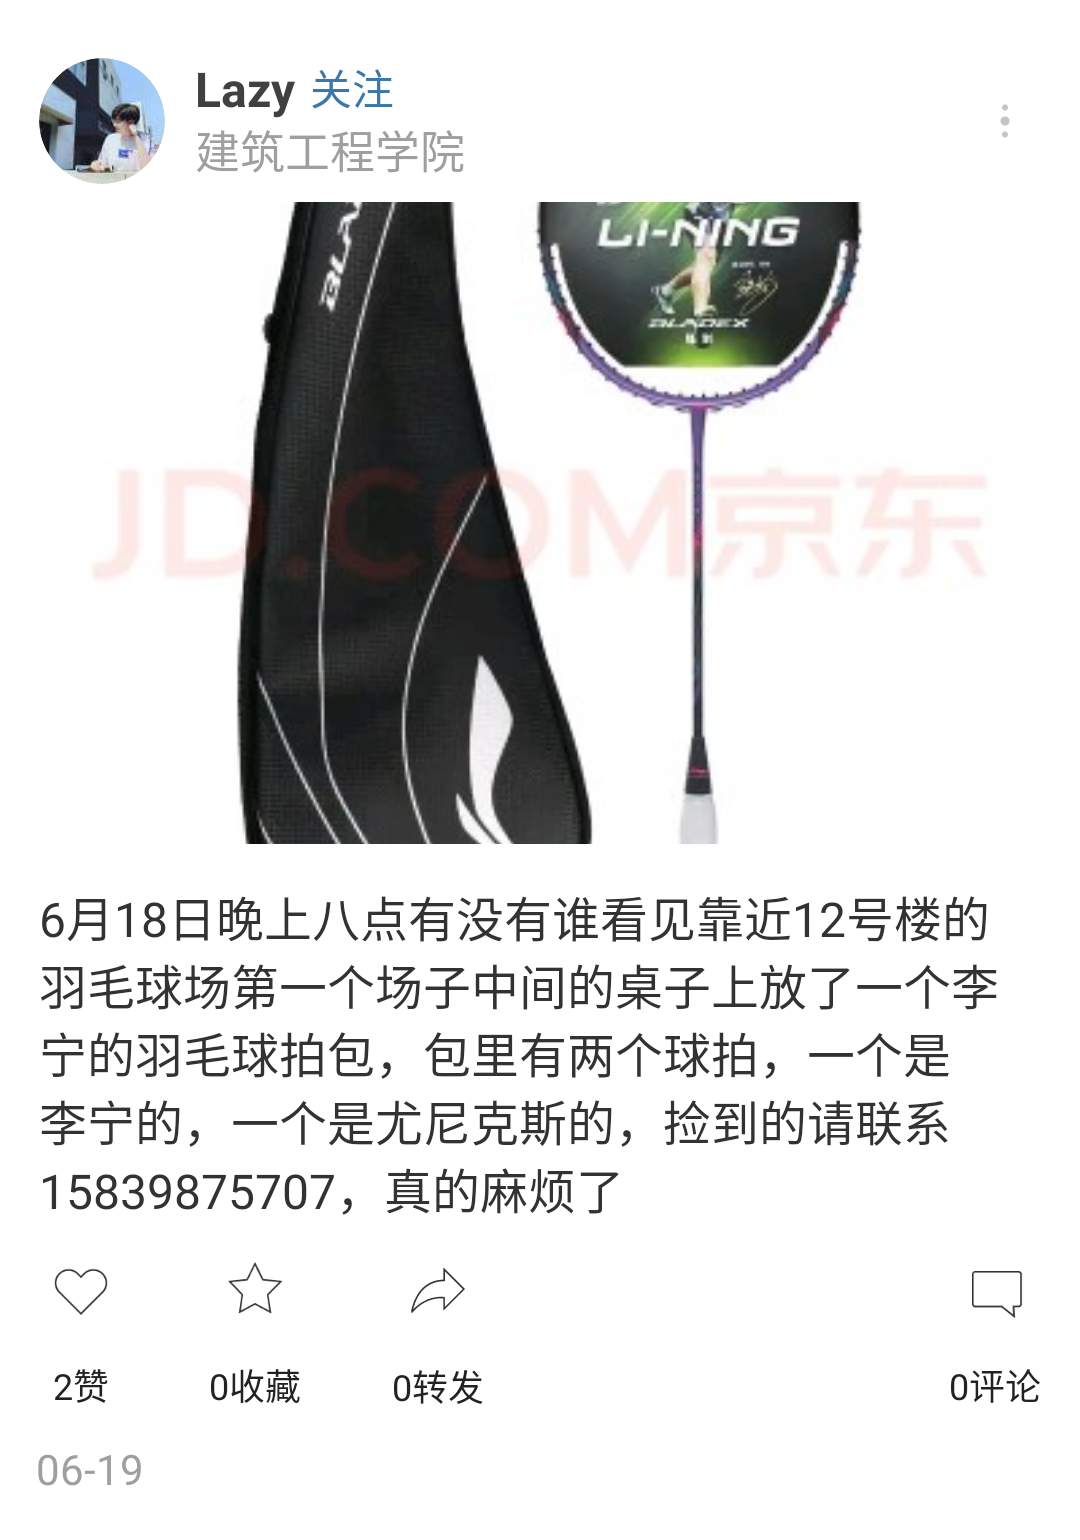 Lazy 关注
建筑工程学院
BLA
LI-NING
BLADEX
JD.COM京东
6月18日晚上八点有没有谁看见靠近12号楼的
羽毛球场第一个场子中间的桌子上放了一个李
宁的羽毛球拍包，包里有两个球拍，一个是
李宁的，一个是尤尼克斯的，捡到的请联系
15839875707，真的麻烦了
2赞 0收藏 0转发 0评论
06-19